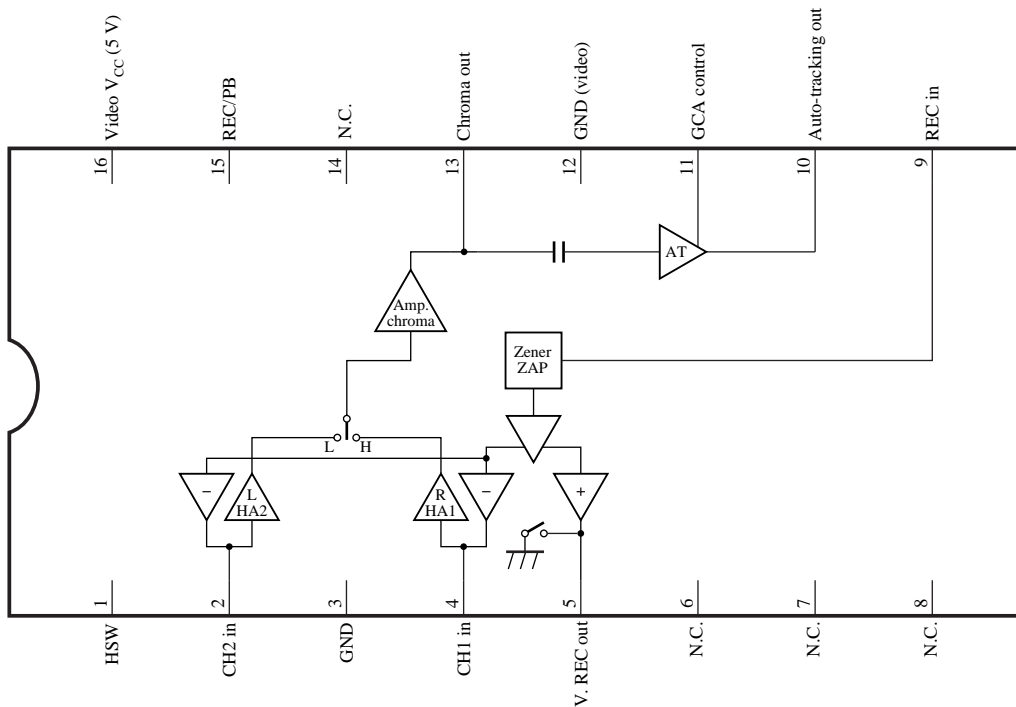 Video VCC (5 V)
REC/PB
N.C.
Chroma out
GND (video)
GCA control
Auto-tracking out
REC in
16
15
14
13
12
11
10
9
AT
Amp.
chroma
Zener
ZAP
L
H
−
L
HA2
R
HA1
−
+
1
2
3
4
5
6
7
8
HSW
CH2 in
GND
CH1 in
V. REC out
N.C.
N.C.
N.C.